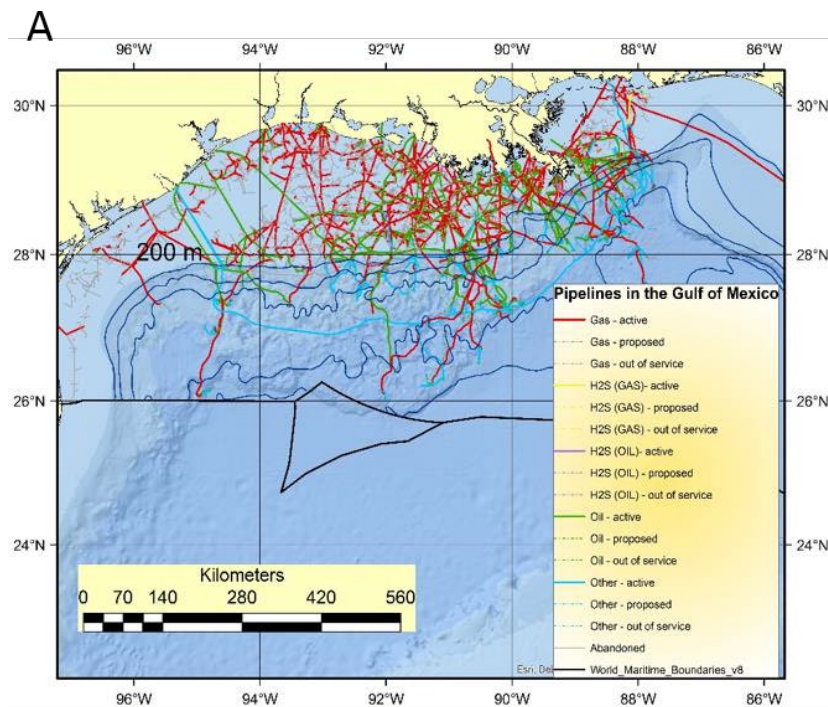 A
96°W 94°W 92°W 90°W 88°W 86°W
30°N 30°N
28°N 28°N
200 m
Pipelines in the Gulf of Mexico
Gas - active
Gas - proposed
Gas - out of service
26°N 26°N
H2S (GAS)- active
H2S (GAS) - proposed
H2S (GAS) - out of service
H2S (OIL)- active
H2S (OIL) - proposed
H2S (OIL) - out of service
24°N 24°N
Oil - active
Oil - proposed
Oil - out of service
Kilometers
0 70 140 280 420 560
Other - active
Other - proposed
Other - out of service
Abandoned
Esri,
World_Maritime_Boundaries_v8
96°W 94°W 92°W 90°W 88°W 86°W